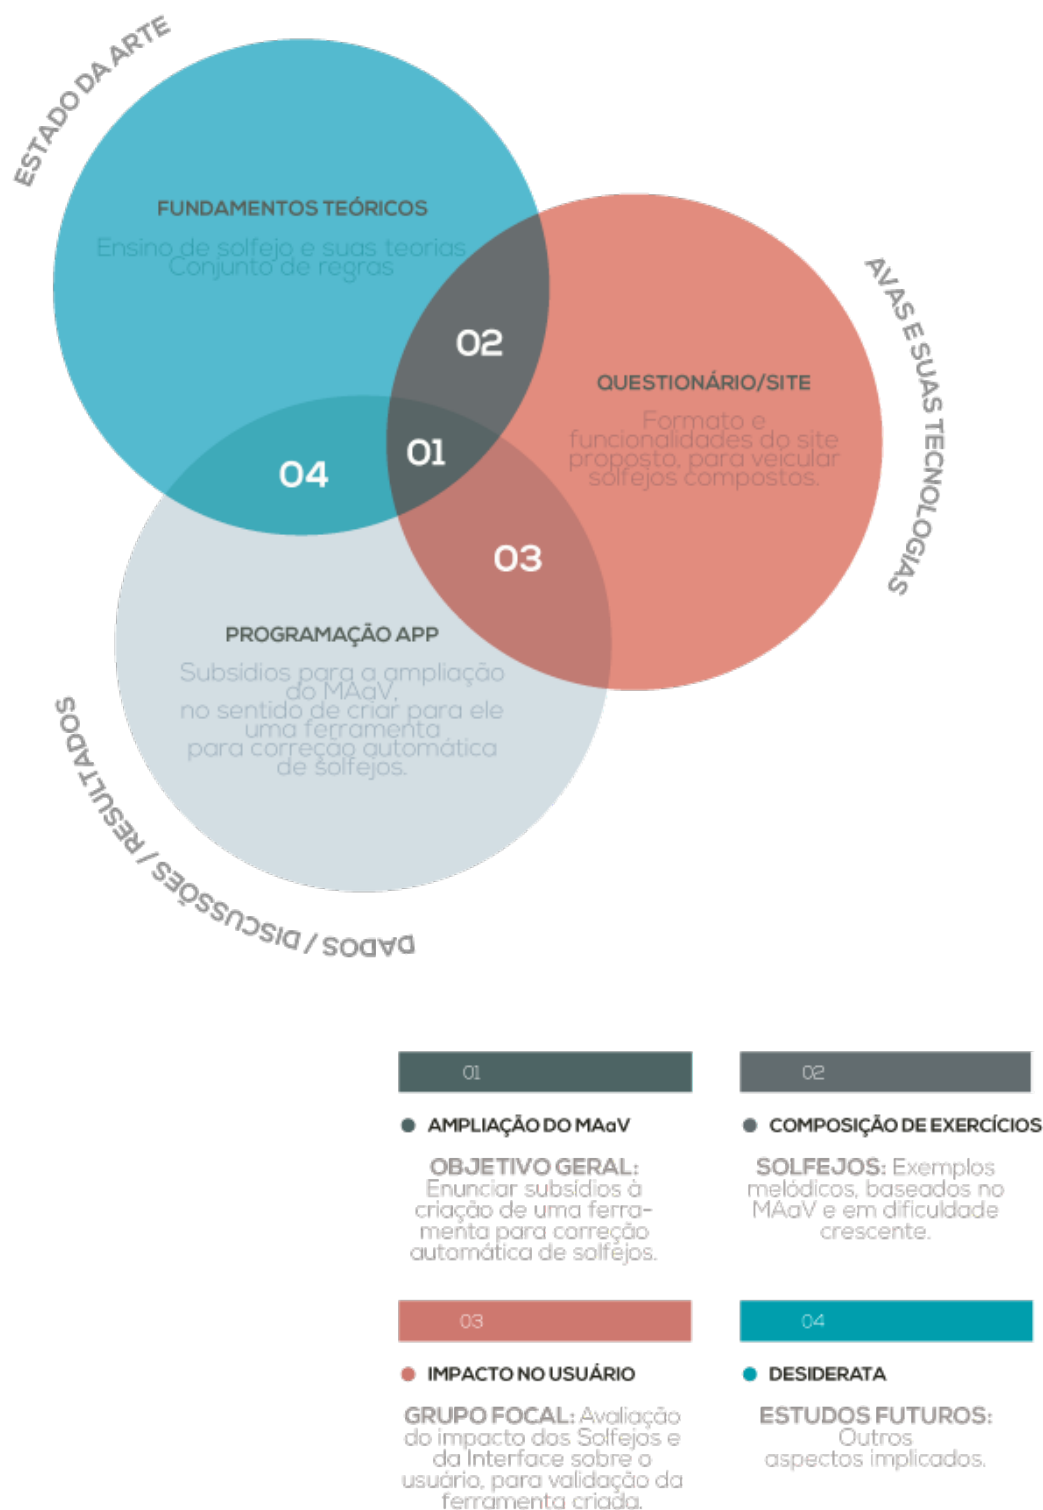 ESTADO DA ARTE
FUNDAMENTOS TEÓRICOS
Ensino de solfejo e suas teorias
Conjunto de regras
02
AVAS E SUAS TECNOLOGIAS
QUESTIONÁRIO/SITE
Formato e
funcionalidades do site
proposto, para veicular
solfejos compostos.
01
04
03
PROGRAMAÇÃO APP
Subsídios para a ampliação
do MAaV,
no sentido de criar para ele
uma ferramenta
para correção automática
de solfejos.
DADOS / DISCUSSÕES / RESULTADOS
01
AMPLIAÇÃO DO MAaV
OBJETIVO GERAL:
Enunciar subsídios à
criação de uma ferra-
menta para correção
automática de solfejos.
02
COMPOSIÇÃO DE EXERCÍCIOS
SOLFEJOS: Exemplos
melódicos, baseados no
MAaV e em dificuldade
crescente.
03
IMPACTO NO USUÁRIO
GRUPO FOCAL: Avaliação
do impacto dos Solfejos e
da Interface sobre o
usuário, para validação da
ferramenta criada.
04
DESIDERATA
ESTUDOS FUTUROS:
Outros
aspectos implicados.